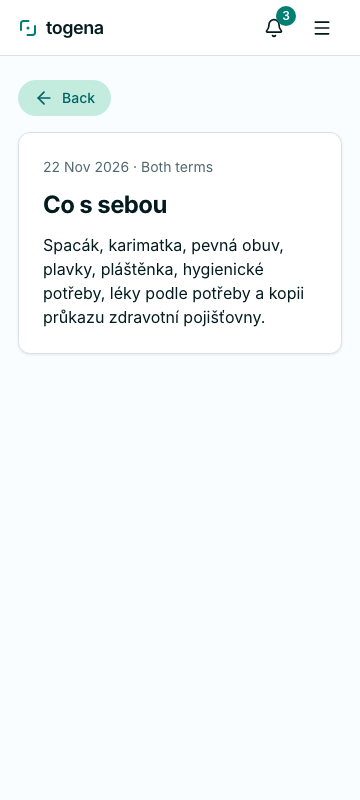 togena
3
Back
22 Nov 2026 · Both terms
Co s sebou
Spacák, karimatka, pevná obuv,
plavky, pláštěnka, hygienické
potřeby, léky podle potřeby a kopii
průkazu zdravotní pojišťovny.